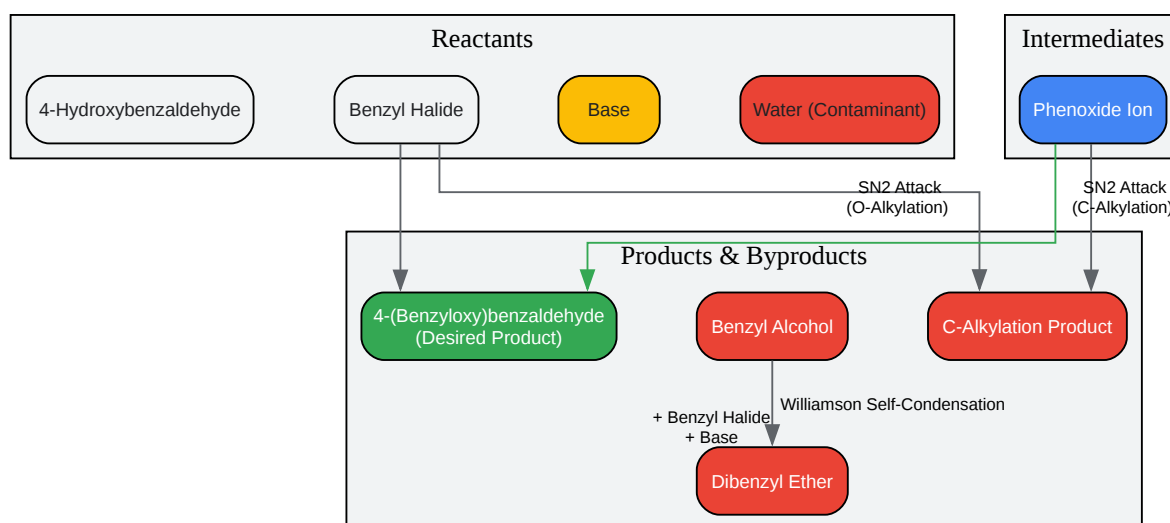 Reactants
Intermediates
4-Hydroxybenzaldehyde
Benzyl Halide
Base
Water (Contaminant)
Phenoxide Ion
SN2 Attack
(O-Alkylation)
SN2 Attack
(C-Alkylation)
Products & Byproducts
4-(Benzyloxy)benzaldehyde
(Desired Product)
Benzyl Alcohol
C-Alkylation Product
Williamson Self-Condensation
+ Benzyl Halide
+ Base
Dibenzyl Ether